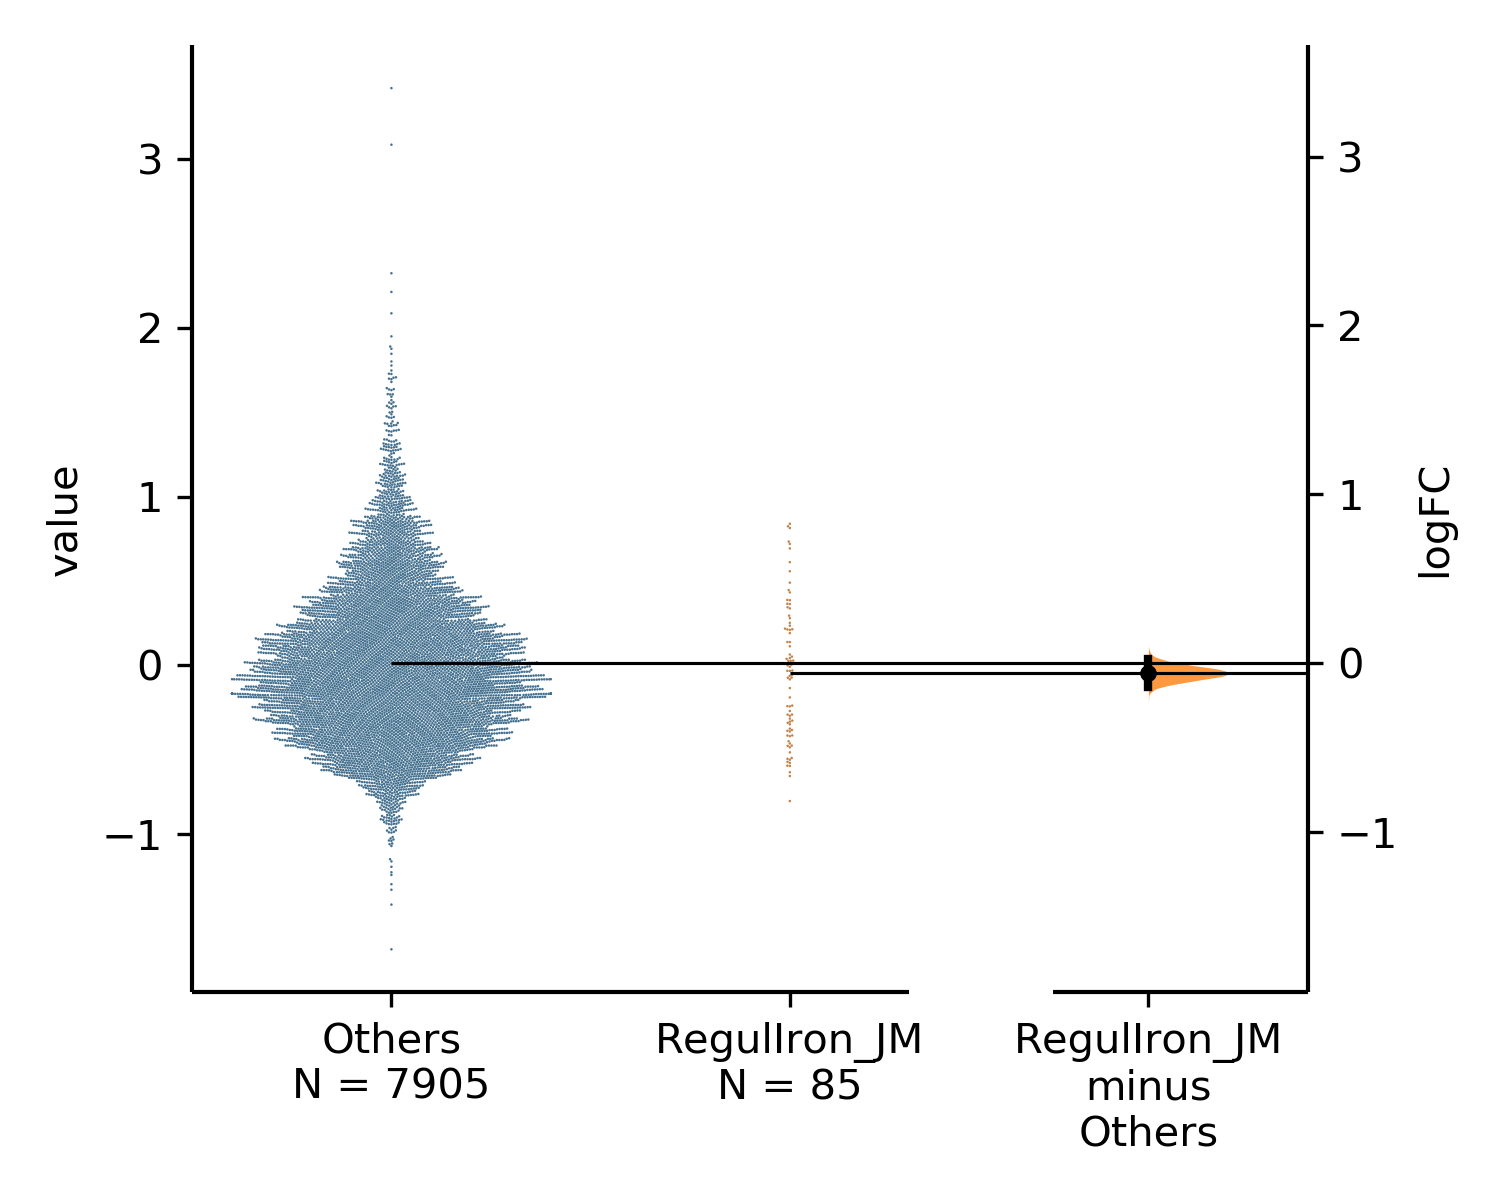 3
2
1
0
−1
value
3
2
1
0
−1
logFC
Others
N = 7905
RegulIron_JM
N = 85
RegulIron_JM
minus
Others